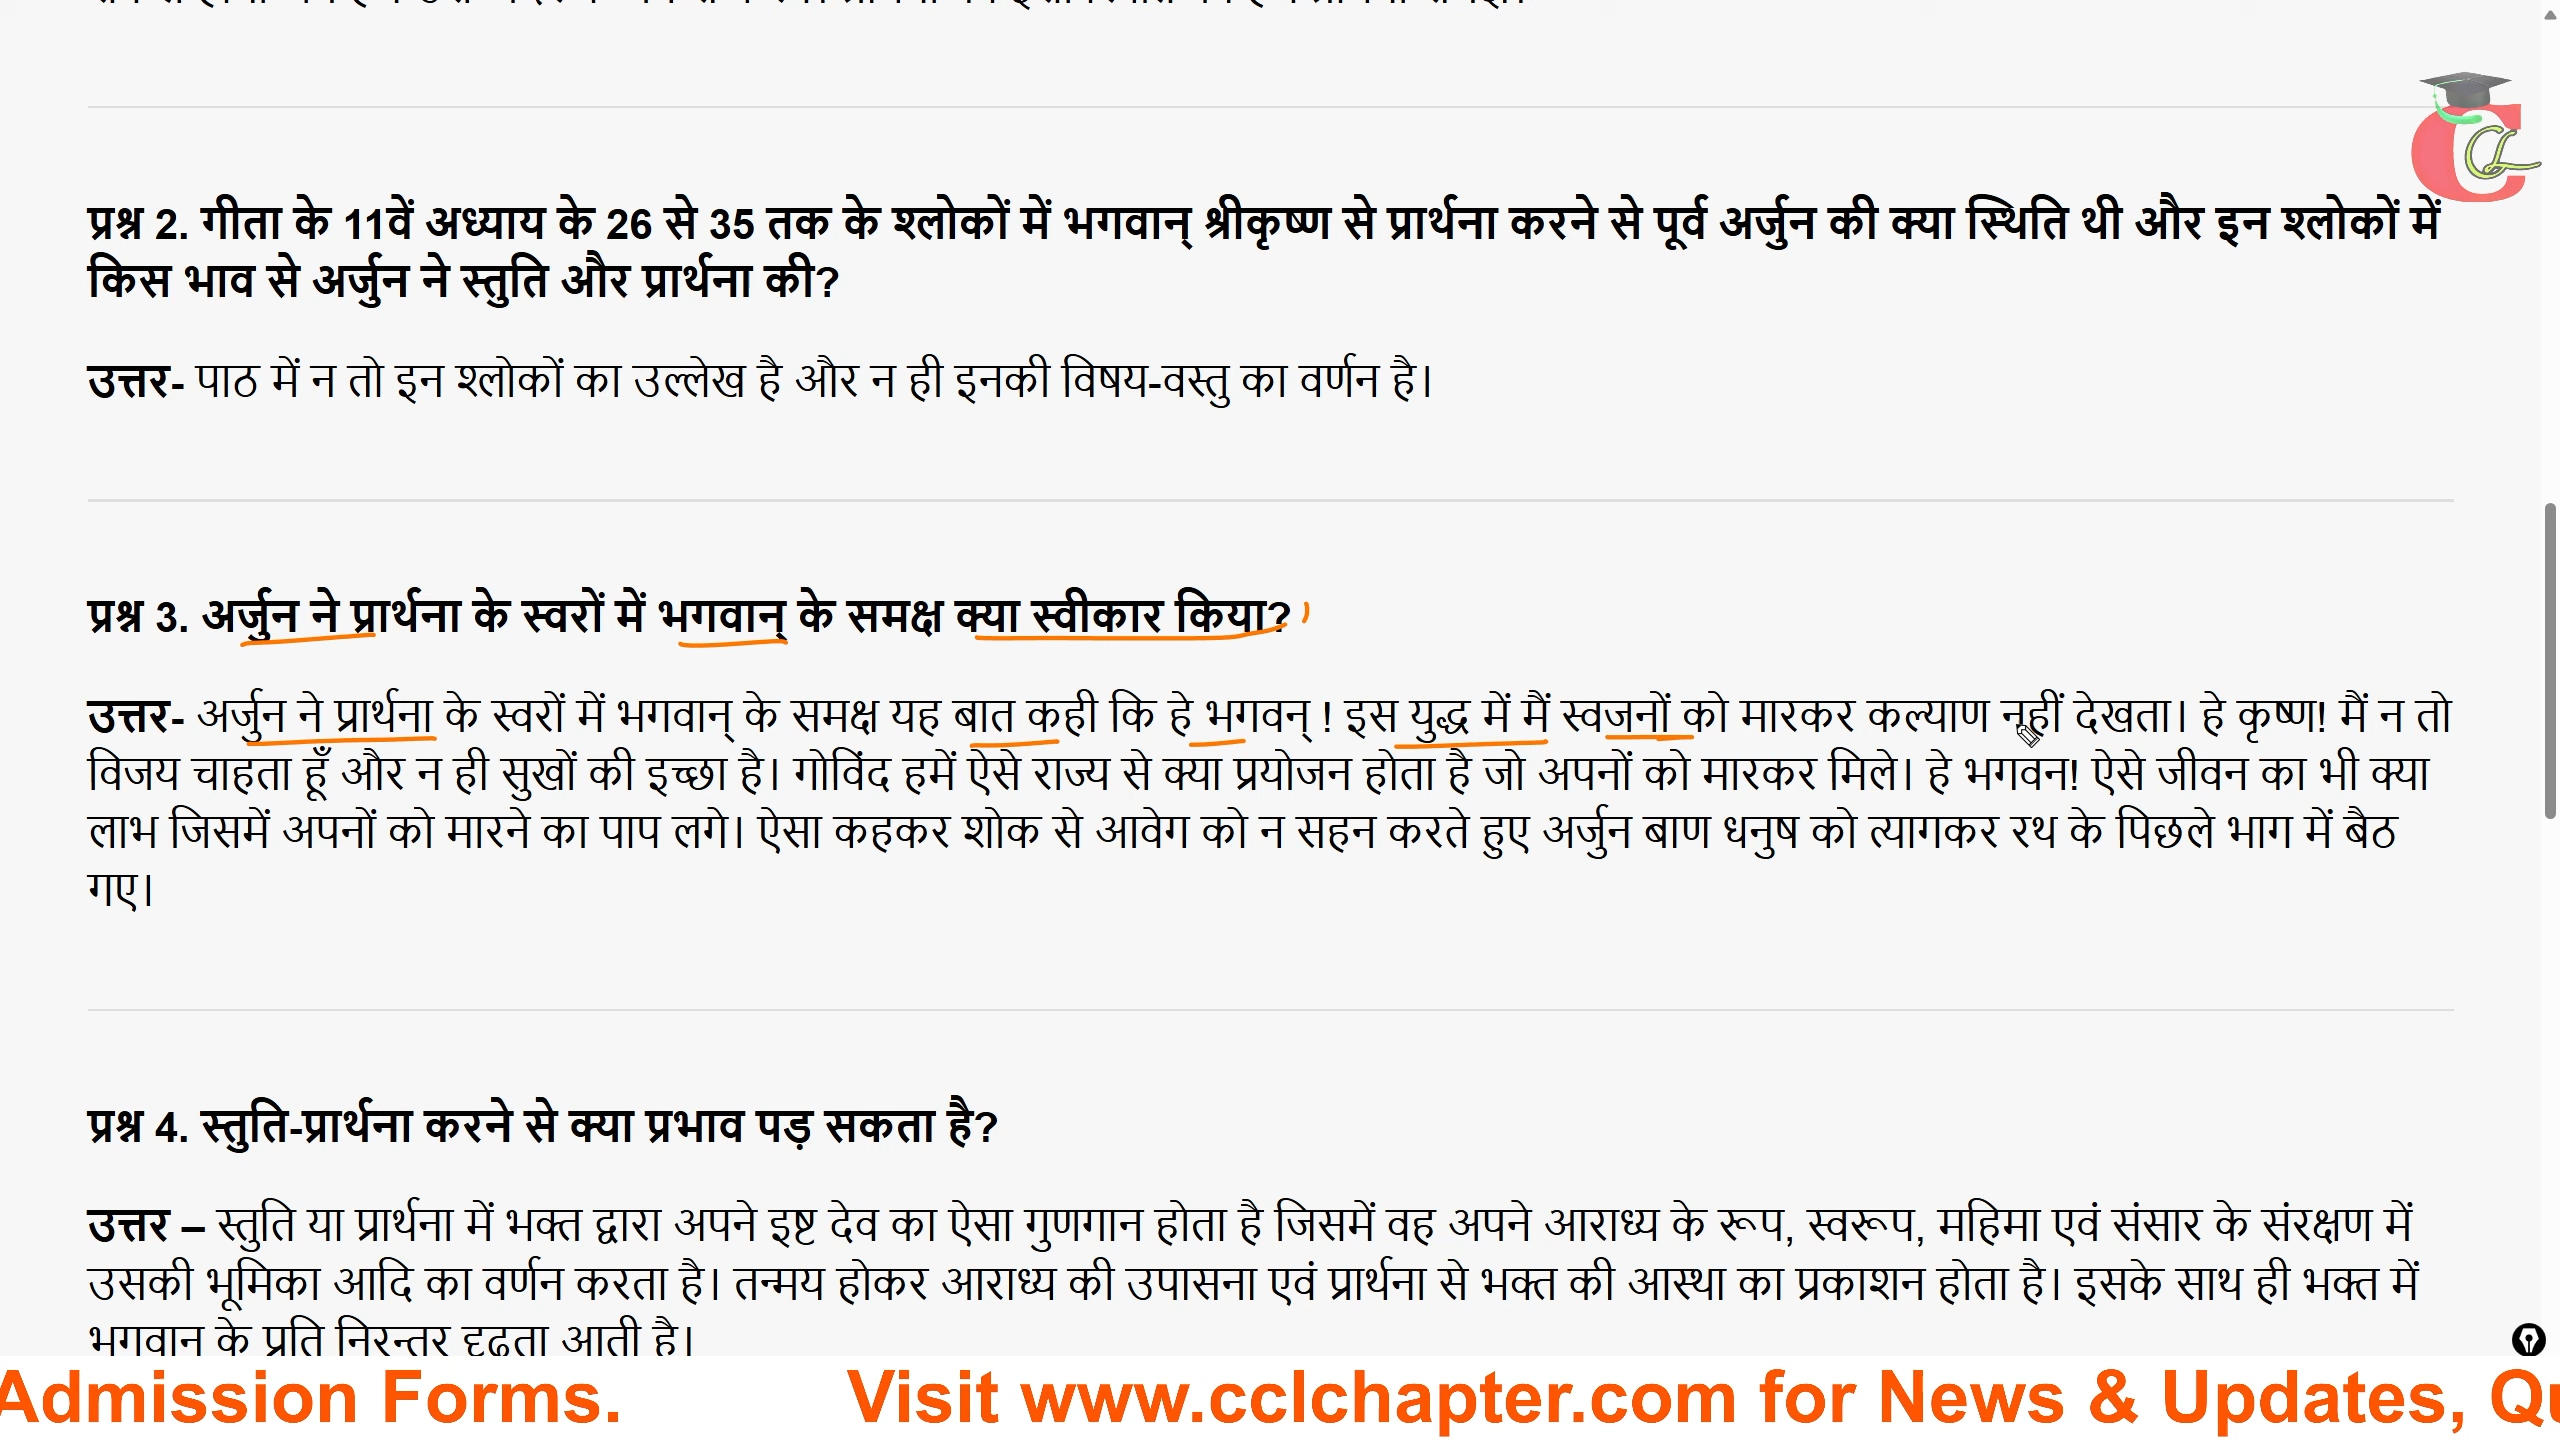 प्रश्न 2. गीता के 11वें अध्याय के 26 से 35 तक के श्लोकों में भगवान् श्रीकृष्ण से प्रार्थना करने से पूर्व अर्जुन की क्या स्थिति थी और इन श्लोकों में
किस भाव से अर्जुन ने स्तुति और प्रार्थना की?
उत्तर- पाठ में न तो इन श्लोकों का उल्लेख है और न ही इनकी विषय-वस्तु का वर्णन है।
प्रश्न 3. अर्जुन ने प्रार्थना के स्वरों में भगवान् के समक्ष क्या स्वीकार किया?
उत्तर- अर्जुन ने प्रार्थना के स्वरों में भगवान् के समक्ष यह बात कही कि हे भगवन् ! इस युद्ध में मैं स्वजनों को मारकर कल्याण नहीं देखता। हे कृष्ण! मैं न तो
विजय चाहता हूँ और न ही सुखों की इच्छा है। गोविंद हमें ऐसे राज्य से क्या प्रयोजन होता है जो अपनों को मारकर मिले। हे भगवन! ऐसे जीवन का भी क्या
लाभ जिसमें अपनों को मारने का पाप लगे। ऐसा कहकर शोक से आवेग को न सहन करते हुए अर्जुन बाण धनुष को त्यागकर रथ के पिछले भाग में बैठ
गए।
प्रश्न 4. स्तुति-प्रार्थना करने से क्या प्रभाव पड़ सकता है?
उत्तर – स्तुति या प्रार्थना में भक्त द्वारा अपने इष्ट देव का ऐसा गुणगान होता है जिसमें वह अपने आराध्य के रूप, स्वरूप, महिमा एवं संसार के संरक्षण में
उसकी भूमिका आदि का वर्णन करता है। तन्मय होकर आराध्य की उपासना एवं प्रार्थना से भक्त की आस्था का प्रकाशन होता है। इसके साथ ही भक्त में
भगवान के प्रति निरन्तर दृढ़ता आती है।
Admission Forms. Visit www.cclchapter.com for News & Updates,